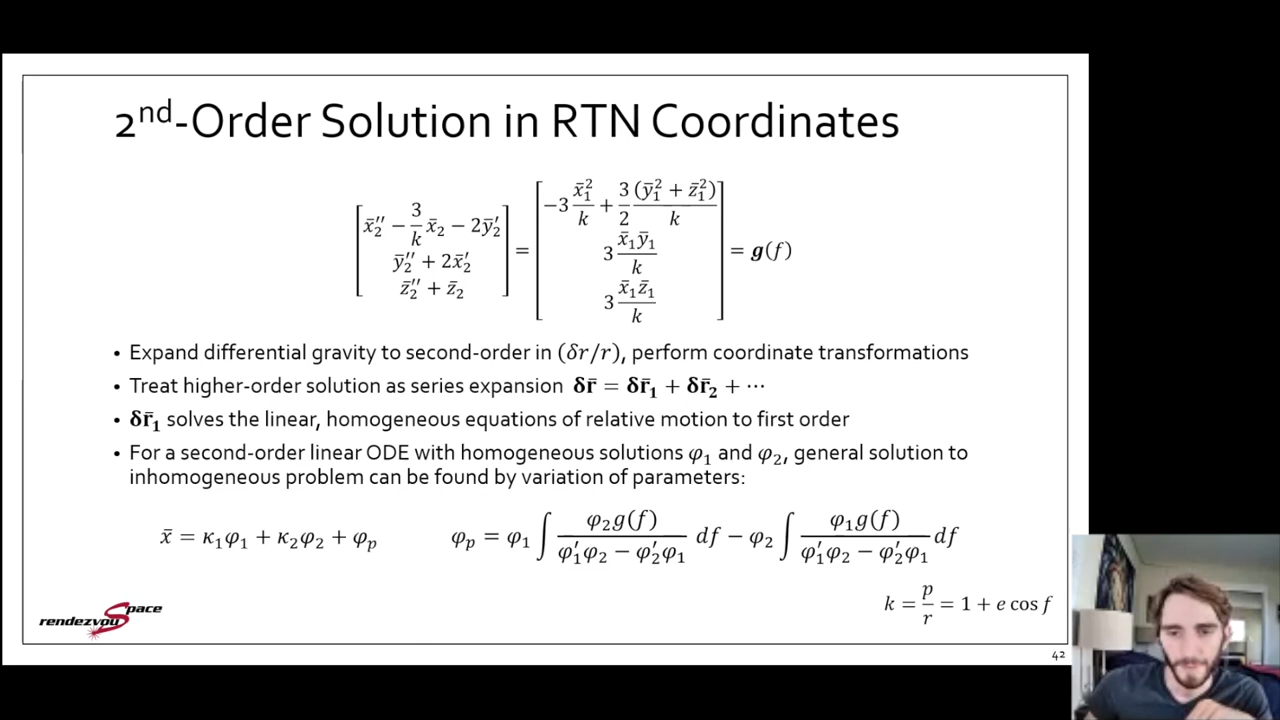 2nd-Order Solution in RTN Coordinates
[x̄₂′′ − (3/k)x̄₂ − 2ȳ₂′; ȳ₂′′ + 2x̄₂′; z̄₂′′ + z̄₂] = [−3 x̄₁²/k + (3/2) (ȳ₁² + z̄₁²)/k; 3 x̄₁ȳ₁/k; 3 x̄₁z̄₁/k] = g(f)
• Expand differential gravity to second-order in (δr/r), perform coordinate transformations
• Treat higher-order solution as series expansion δr̄ = δr̄₁ + δr̄₂ + ⋯
• δr̄₁ solves the linear, homogeneous equations of relative motion to first order
• For a second-order linear ODE with homogeneous solutions φ₁ and φ₂, general solution to
inhomogeneous problem can be found by variation of parameters:
x̄ = κ₁φ₁ + κ₂φ₂ + φₚ φₚ = φ₁ ∫ φ₂g(f)/(φ₁′φ₂ − φ₂′φ₁) df − φ₂ ∫ φ₁g(f)/(φ₁′φ₂ − φ₂′φ₁) df
k = p/r = 1 + e cos f
rendezvouSpace
42